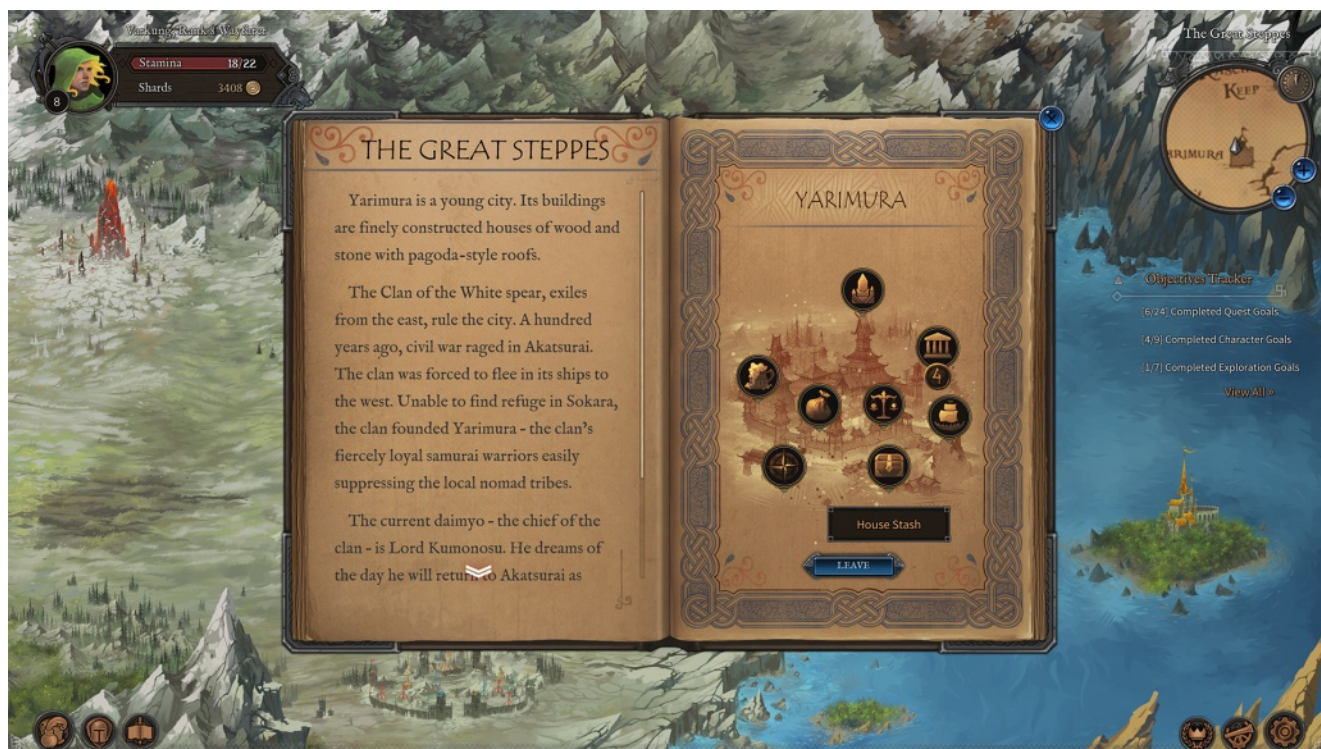 Varkung, Rank 8 Wayfarer
Stamina 18/22
Shards 3408
8
The Great Steppes
KEEP
YARIMURA
Objectives Tracker
[6/24] Completed Quest Goals
[4/9] Completed Character Goals
[1/7] Completed Exploration Goals
View All »
THE GREAT STEPPES
Yarimura is a young city. Its buildings
are finely constructed houses of wood and
stone with pagoda-style roofs.
The Clan of the White spear, exiles
from the east, rule the city. A hundred
years ago, civil war raged in Akatsurai.
The clan was forced to flee in its ships to
the west. Unable to find refuge in Sokara,
the clan founded Yarimura - the clan's
fiercely loyal samurai warriors easily
suppressing the local nomad tribes.
The current daimyo - the chief of the
clan - is Lord Kumonosu. He dreams of
the day he will return to Akatsurai as
YARIMURA
4
House Stash
LEAVE